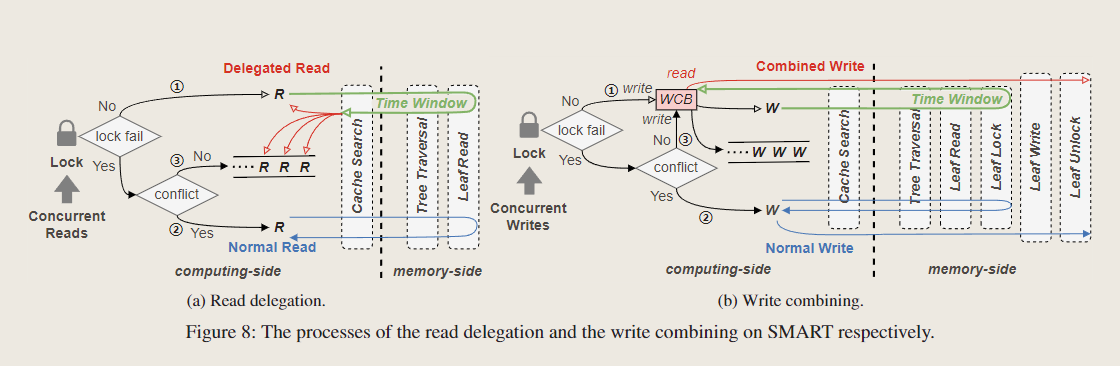 Delegated Read
①
No
R
Time Window
lock fail
Lock
Yes
③
No
···· R R R
conflict
Concurrent
Reads
②
Yes
R
Normal Read
Cache Search
Tree Traversal
Leaf Read
computing-side
memory-side
(a) Read delegation.
read
Combined Write
① write
No
WCB
W
Time Window
write
lock fail
No
③
Lock
Yes
···· W W W
conflict
Concurrent
Writes
Yes
②
W
Normal Write
Cache Search
Tree Traversal
Leaf Read
Leaf Lock
Leaf Write
Leaf Unlock
computing-side
memory-side
(b) Write combining.
Figure 8: The processes of the read delegation and the write combining on SMART respectively.